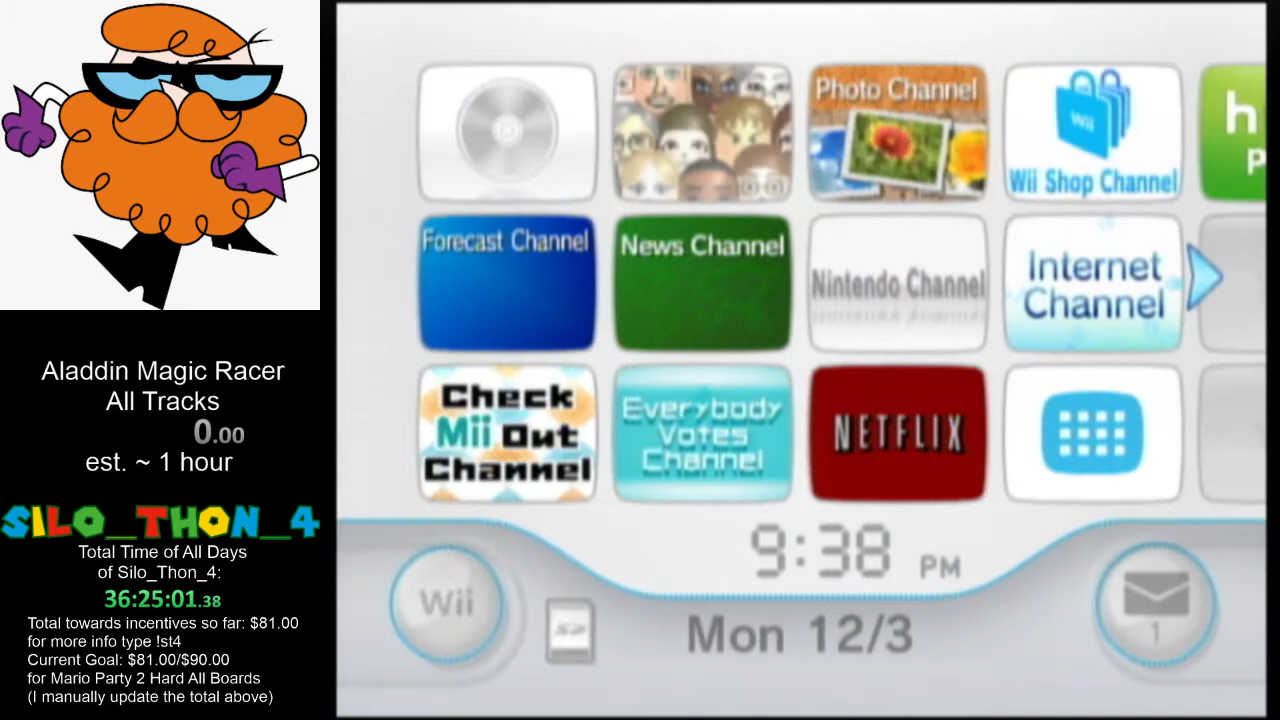 Aladdin Magic Racer
All Tracks
0.00
est. ~ 1 hour
SILO_THON_4
Total Time of All Days
of Silo_Thon_4:
36:25:01.38
Total towards incentives so far: $81.00
for more info type !st4
Current Goal: $81.00/$90.00
for Mario Party 2 Hard All Boards
(I manually update the total above)
Photo Channel
Wii
Wii Shop Channel
h
P
Forecast Channel
News Channel
Nintendo Channel
Internet
Channel
Check
Mii Out
Channel
Everybody
Votes
Channel
NETFLIX
9:38 PM
Wii
SD
Mon 12/3
1